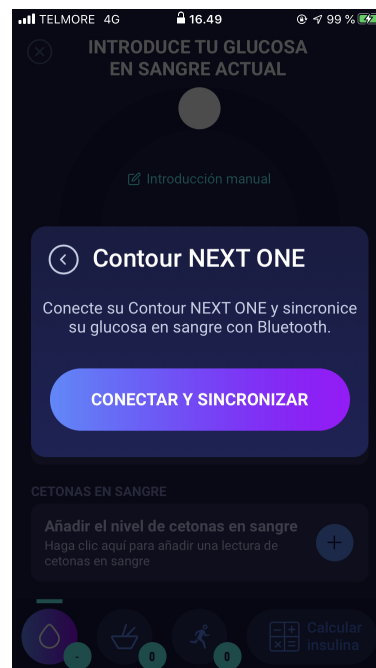 TELMORE 4G 16.49 99 %
INTRODUCE TU GLUCOSA
EN SANGRE ACTUAL
Introducción manual
Contour NEXT ONE
Conecte su Contour NEXT ONE y sincronice
su glucosa en sangre con Bluetooth.
CONECTAR Y SINCRONIZAR
CETONAS EN SANGRE
Añadir el nivel de cetonas en sangre
Haga clic aquí para añadir una lectura de
cetonas en sangre
- 0 0
Calcular
insulina